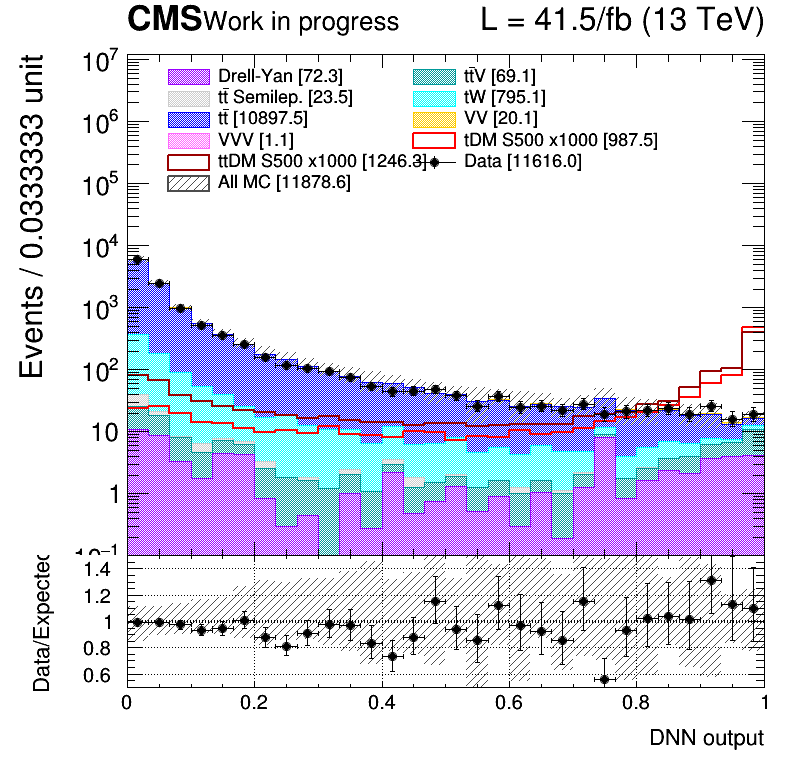 CMS Work in progress L = 41.5/fb (13 TeV)
Drell-Yan [72.3] tt̄V [69.1]
tt̄ Semilep. [23.5] tW [795.1]
tt̄ [10897.5] VV [20.1]
VVV [1.1] tDM S500 x1000 [987.5]
ttDM S500 x1000 [1246.3] Data [11616.0]
All MC [11878.6]
Events / 0.0333333 unit
10⁷
10⁶
10⁵
10⁴
10³
10²
10
1
10⁻¹
Data/Expected
1.4
1.2
1
0.8
0.6
0 0.2 0.4 0.6 0.8 1
DNN output